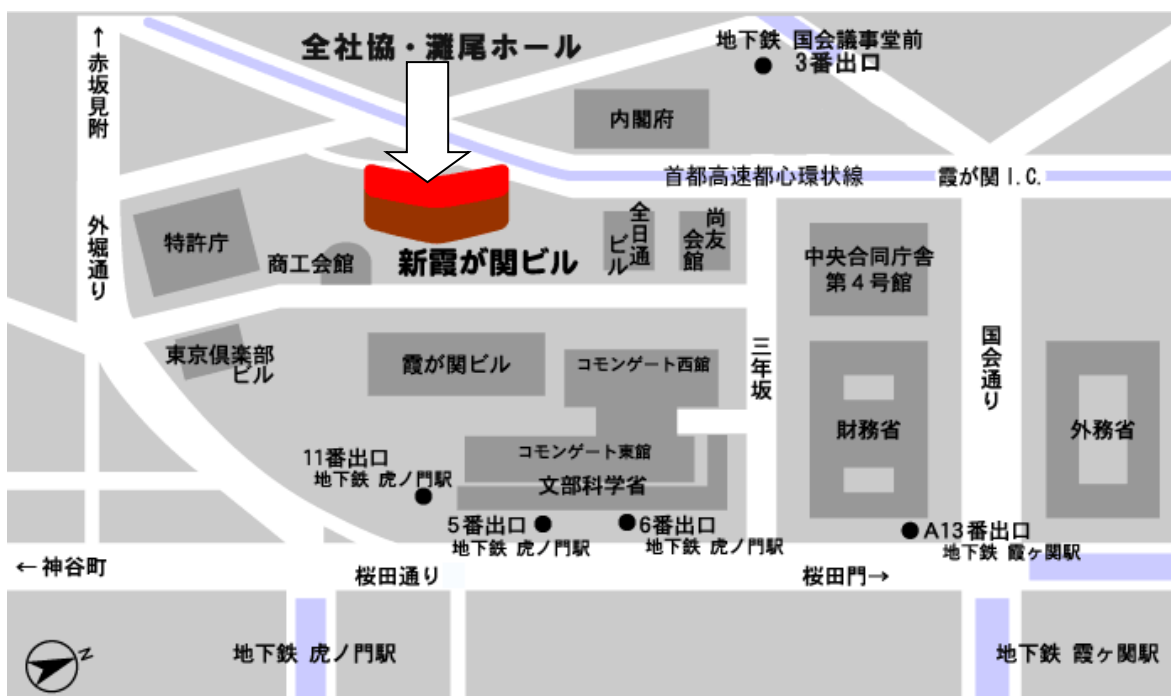 全社協・灘尾ホール
地下鉄 国会議事堂前
3番出口
↑赤坂見附
内閣府
首都高速都心環状線
霞が関I.C.
外堀通り
特許庁
商工会館
新霞が関ビル
全日通
ビル
尚友
会館
中央合同庁舎
第4号館
東京倶楽部
ビル
霞が関ビル
コモンゲート西館
三年坂
国会通り
財務省
外務省
コモンゲート東館
文部科学省
11番出口
地下鉄 虎ノ門駅
5番出口
地下鉄 虎ノ門駅
6番出口
地下鉄 虎ノ門駅
A13番出口
地下鉄 霞ヶ関駅
←神谷町
桜田通り
桜田門→
地下鉄 虎ノ門駅
地下鉄 霞ヶ関駅
N